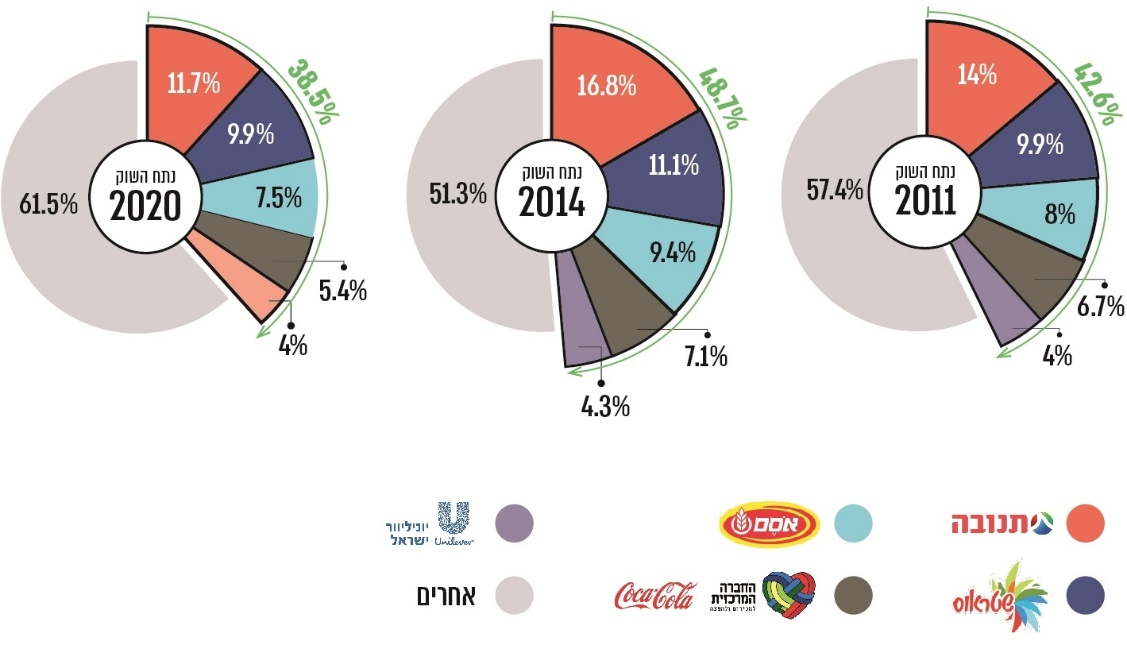 42.6%
14%
9.9%
8%
6.7%
4%
57.4%
נתח השוק
2011
48.7%
16.8%
11.1%
9.4%
7.1%
4.3%
51.3%
נתח השוק
2014
38.5%
11.7%
9.9%
7.5%
5.4%
4%
61.5%
נתח השוק
2020
תנובה
שטראוס
אסם
החברה
המרכזית
Coca-Cola
יוניליוור
ישראל
Unilever
אחרים